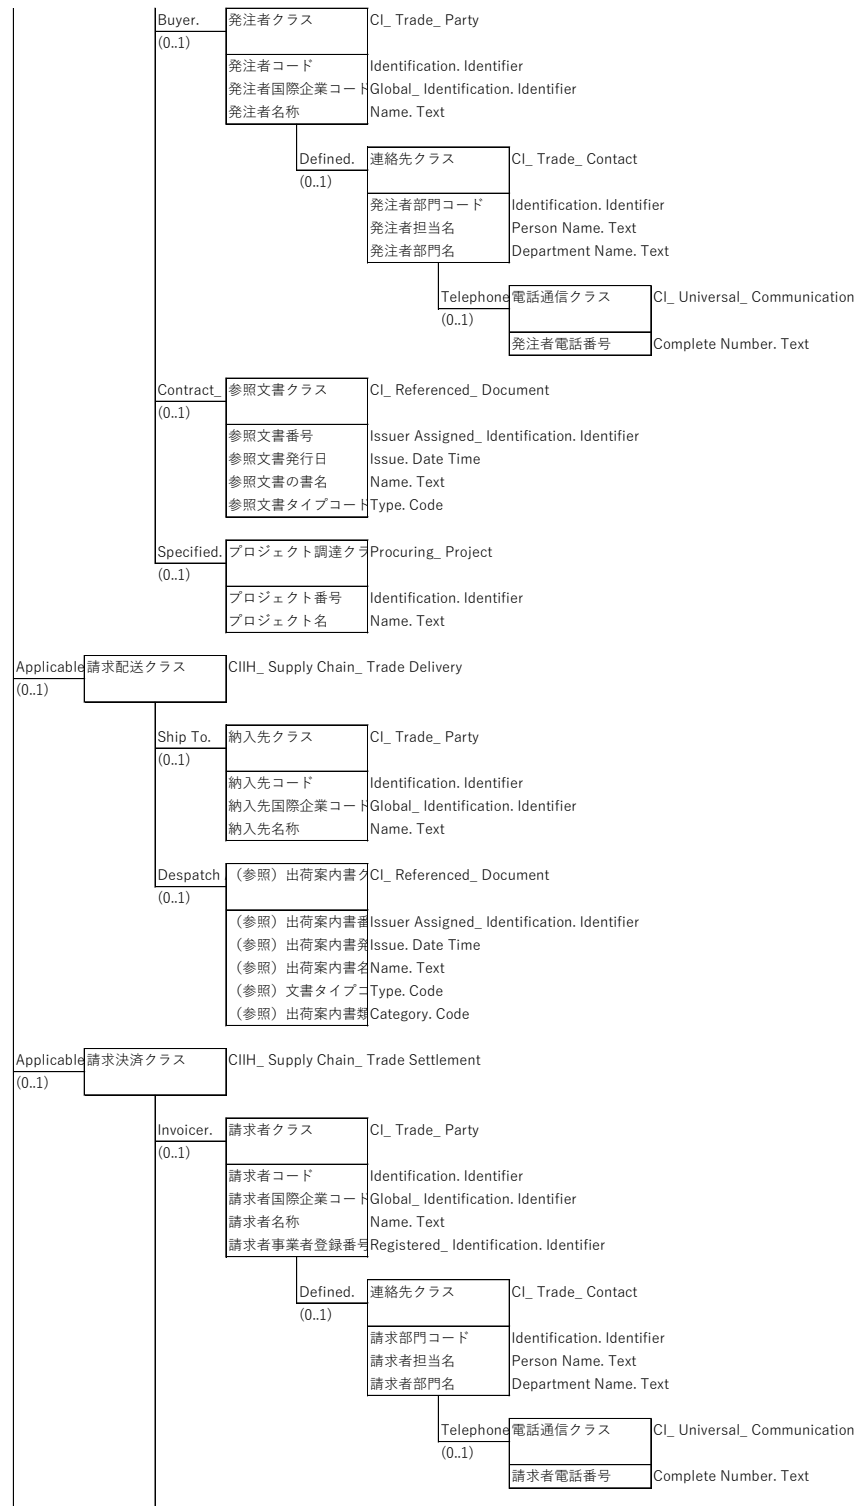 Buyer. 発注者クラス CI_ Trade_ Party
(0..1)
発注者コード Identification. Identifier
発注者国際企業コード Global_ Identification. Identifier
発注者名称 Name. Text
Defined. 連絡先クラス CI_ Trade_ Contact
(0..1)
発注者部門コード Identification. Identifier
発注者担当名 Person Name. Text
発注者部門名 Department Name. Text
Telephone 電話通信クラス CI_ Universal_ Communication
(0..1)
発注者電話番号 Complete Number. Text
Contract_ 参照文書クラス CI_ Referenced_ Document
(0..1)
参照文書番号 Issuer Assigned_ Identification. Identifier
参照文書発行日 Issue. Date Time
参照文書の書名 Name. Text
参照文書タイプコード Type. Code
Specified. プロジェクト調達クラ Procuring_ Project
(0..1)
プロジェクト番号 Identification. Identifier
プロジェクト名 Name. Text
Applicable 請求配送クラス CIIH_ Supply Chain_ Trade Delivery
(0..1)
Ship To. 納入先クラス CI_ Trade_ Party
(0..1)
納入先コード Identification. Identifier
納入先国際企業コード Global_ Identification. Identifier
納入先名称 Name. Text
Despatch （参照）出荷案内書ク CI_ Referenced_ Document
(0..1)
（参照）出荷案内書番 Issuer Assigned_ Identification. Identifier
（参照）出荷案内書発 Issue. Date Time
（参照）出荷案内書名 Name. Text
（参照）文書タイプコ Type. Code
（参照）出荷案内書類 Category. Code
Applicable 請求決済クラス CIIH_ Supply Chain_ Trade Settlement
(0..1)
Invoicer. 請求者クラス CI_ Trade_ Party
(0..1)
請求者コード Identification. Identifier
請求者国際企業コード Global_ Identification. Identifier
請求者名称 Name. Text
請求者事業者登録番号 Registered_ Identification. Identifier
Defined. 連絡先クラス CI_ Trade_ Contact
(0..1)
請求部門コード Identification. Identifier
請求者担当名 Person Name. Text
請求者部門名 Department Name. Text
Telephone 電話通信クラス CI_ Universal_ Communication
(0..1)
請求者電話番号 Complete Number. Text